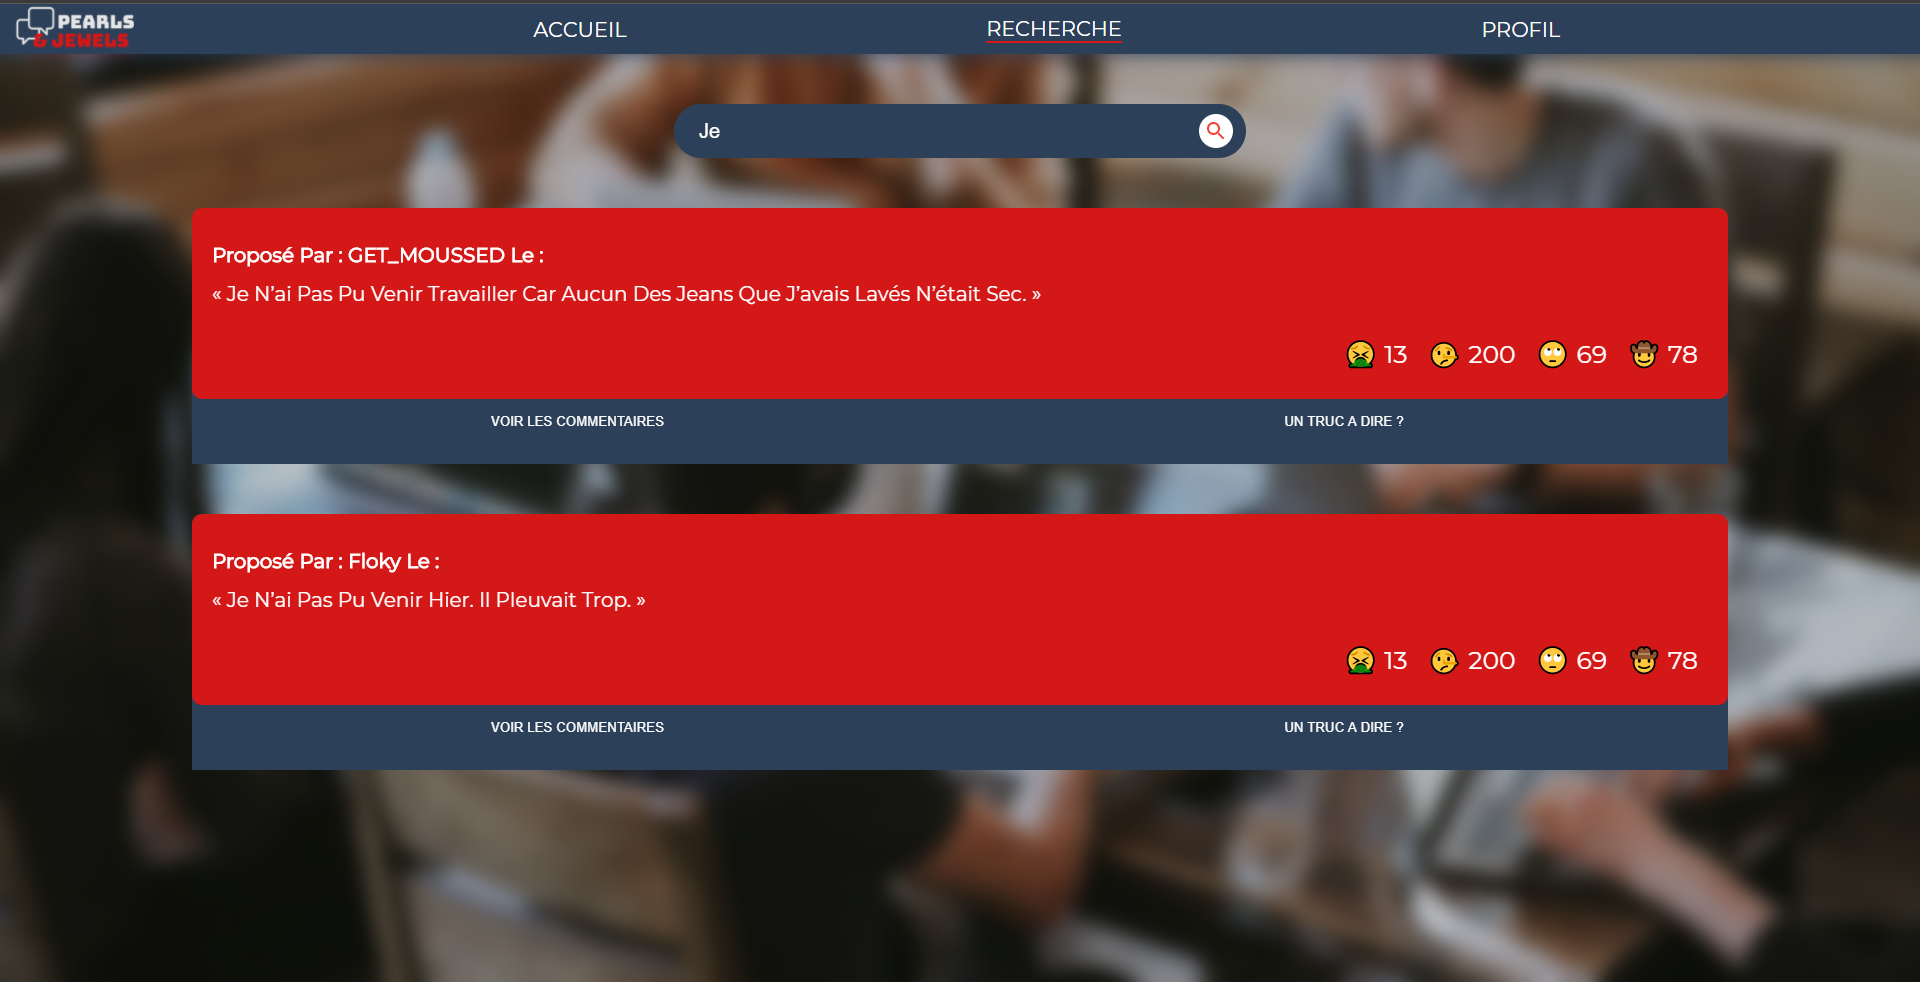 PEARLS
& JEWELS
ACCUEIL
RECHERCHE
PROFIL
Je
Proposé Par : GET_MOUSSED Le :
« Je N’ai Pas Pu Venir Travailler Car Aucun Des Jeans Que J’avais Lavés N’était Sec. »
13 200 69 78
VOIR LES COMMENTAIRES
UN TRUC A DIRE ?
Proposé Par : Floky Le :
« Je N’ai Pas Pu Venir Hier. Il Pleuvait Trop. »
13 200 69 78
VOIR LES COMMENTAIRES
UN TRUC A DIRE ?